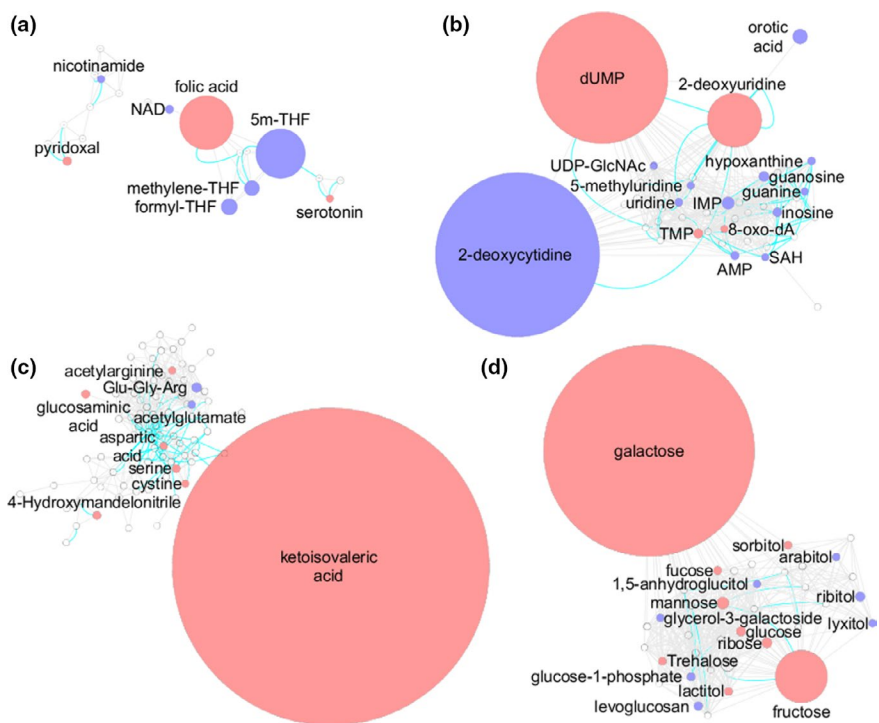 (a)
nicotinamide
pyridoxal
NAD
folic acid
5m-THF
methylene-THF
formyl-THF
serotonin
(b)
dUMP
orotic
acid
2-deoxyuridine
UDP-GlcNAc
5-methyluridine
uridine
IMP
hypoxanthine
guanosine
guanine
inosine
TMP
8-oxo-dA
AMP
SAH
2-deoxycytidine
(c)
acetylarginine
Glu-Gly-Arg
glucosaminic
acid
acetylglutamate
aspartic
acid
serine
cystine
4-Hydroxymandelonitrile
ketoisovaleric
acid
(d)
galactose
sorbitol
arabitol
fucose
1,5-anhydroglucitol
mannose
ribitol
glycerol-3-galactoside
glucose
lyxitol
ribose
Trehalose
glucose-1-phosphate
lactitol
levoglucosan
fructose